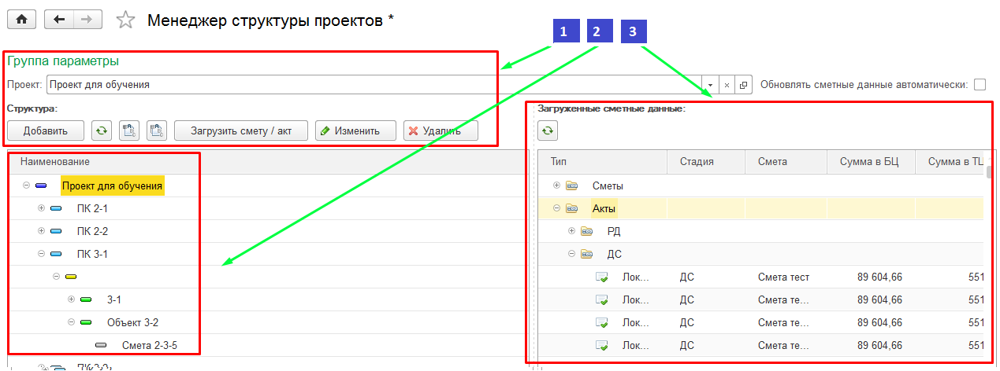 Менеджер структуры проектов *
1 2 3
Группа параметры
Проект: Проект для обучения Обновлять сметные данные автоматически:
Структура: Загруженные сметные данные:
Добавить Загрузить смету / акт Изменить Удалить
Наименование Тип Стадия Смета Сумма в БЦ Сумма в ТЦ
Проект для обучения Сметы
ПК 2-1 Акты
ПК 2-2 РД
ПК 3-1 ДС
Лок... ДС Смета тест 89 604,66 551
3-1 Лок... ДС Смета те... 89 604,66 551
Объект 3-2 Лок... ДС Смета те... 89 604,66 551
Смета 2-3-5 Лок... ДС Смета те... 89 604,66 551